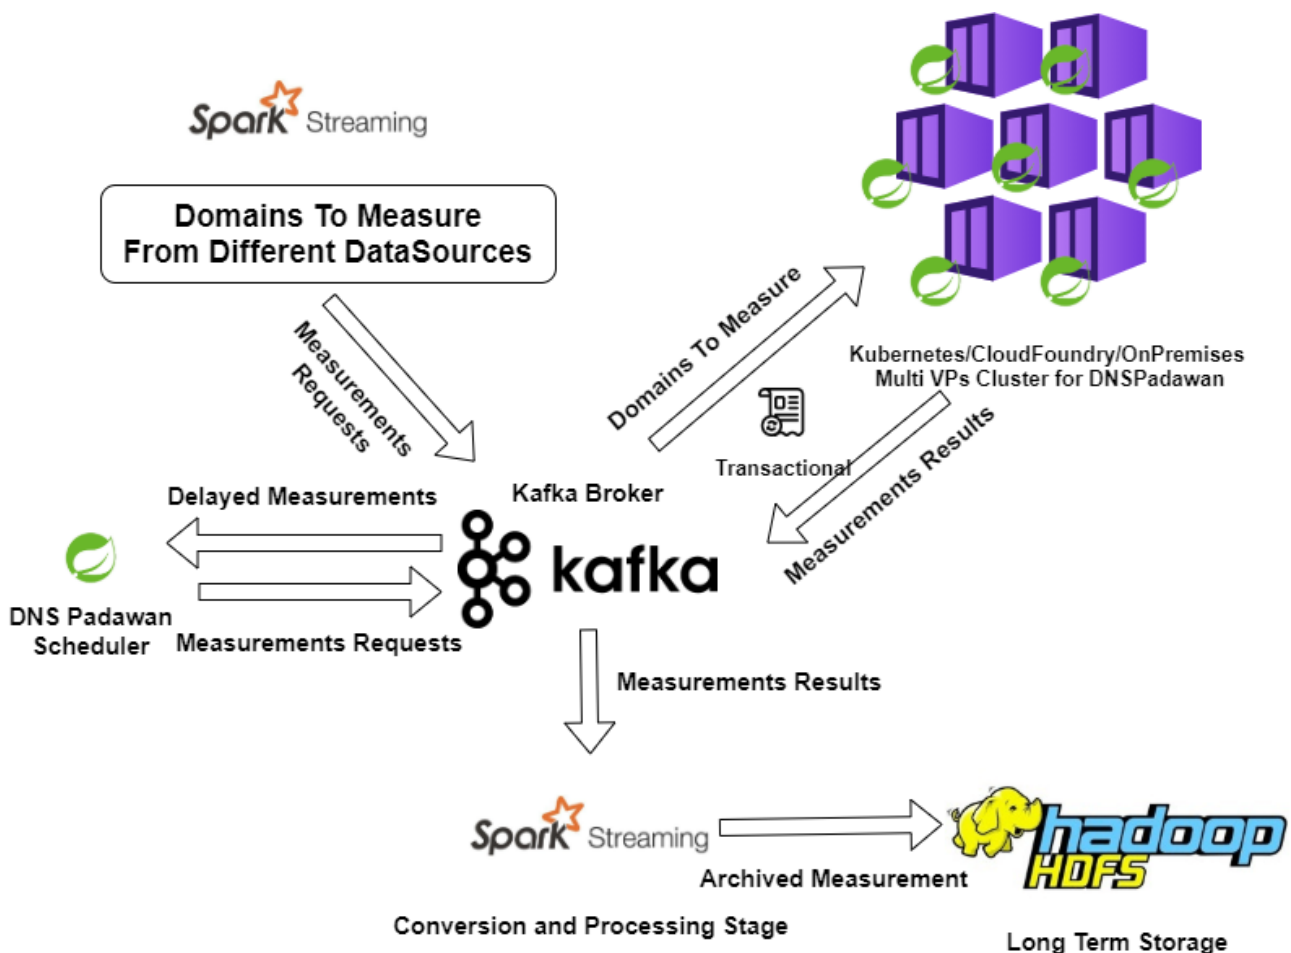 Spark Streaming
Domains To Measure
From Different DataSources
Measurements
Requests
Domains To Measure
Kubernetes/CloudFoundry/OnPremises
Multi VPs Cluster for DNSPadawan
Transactional
Measurements Results
Kafka Broker
kafka
Delayed Measurements
DNS Padawan
Scheduler
Measurements Requests
Measurements Results
Spark Streaming
Archived Measurement
hadoop
HDFS
Conversion and Processing Stage
Long Term Storage